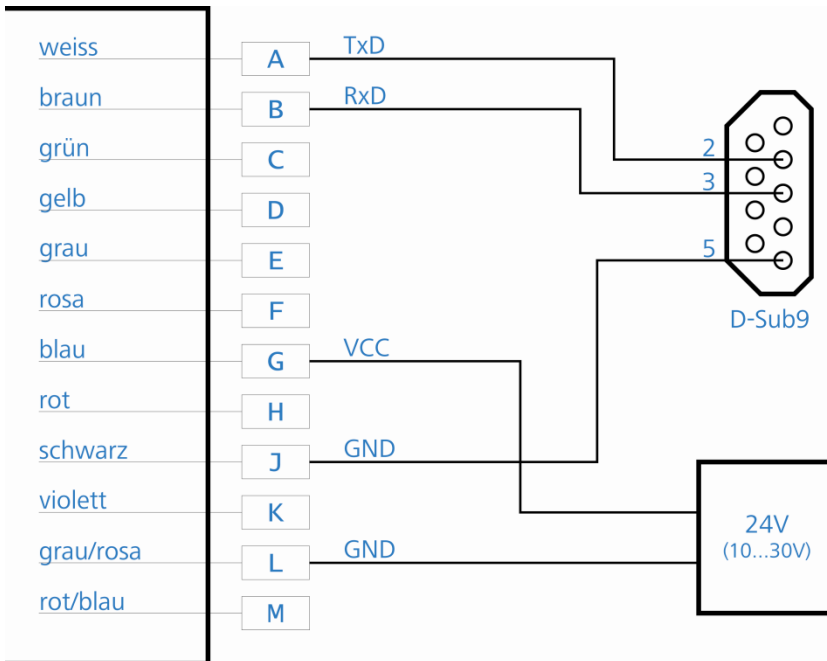 weiss A TxD
braun B RxD
grün C
gelb D
grau E
rosa F
blau G VCC
rot H
schwarz J GND
violett K
grau/rosa L GND
rot/blau M
2
3
5
D-Sub9
24V
(10...30V)